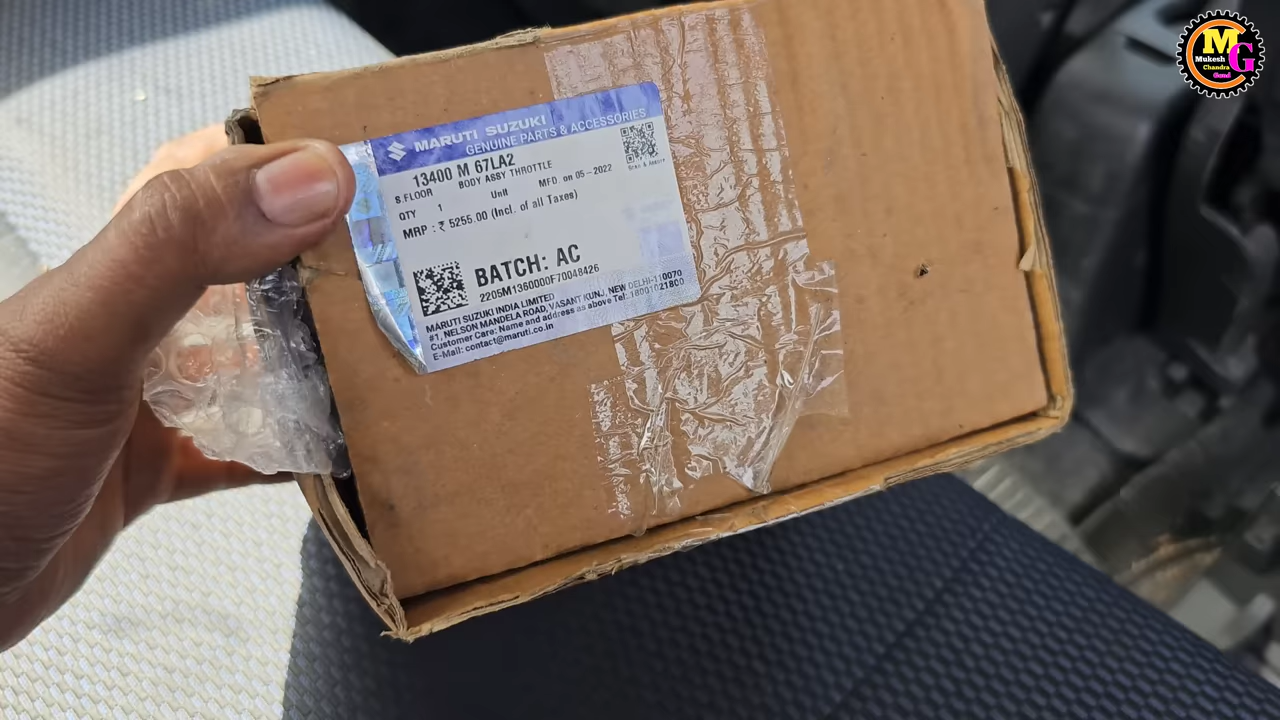 MARUTI SUZUKI
GENUINE PARTS & ACCESSORIES
13400 M 67LA2
S.FLOOR BODY ASSY THROTTLE
QTY 1 Unit MFD. on 05-2022
MRP : ₹ 5255.00 (Incl. of all Taxes)
BATCH: AC
2205M1360000F70048426
MARUTI SUZUKI INDIA LIMITED
#1, NELSON MANDELA ROAD, VASANT KUNJ, NEW DELHI-110070
Customer Care: Name and address as above Tel.:18001021800
E-Mail: contact@maruti.co.in
MG
Mukesh
Chandra
Gond